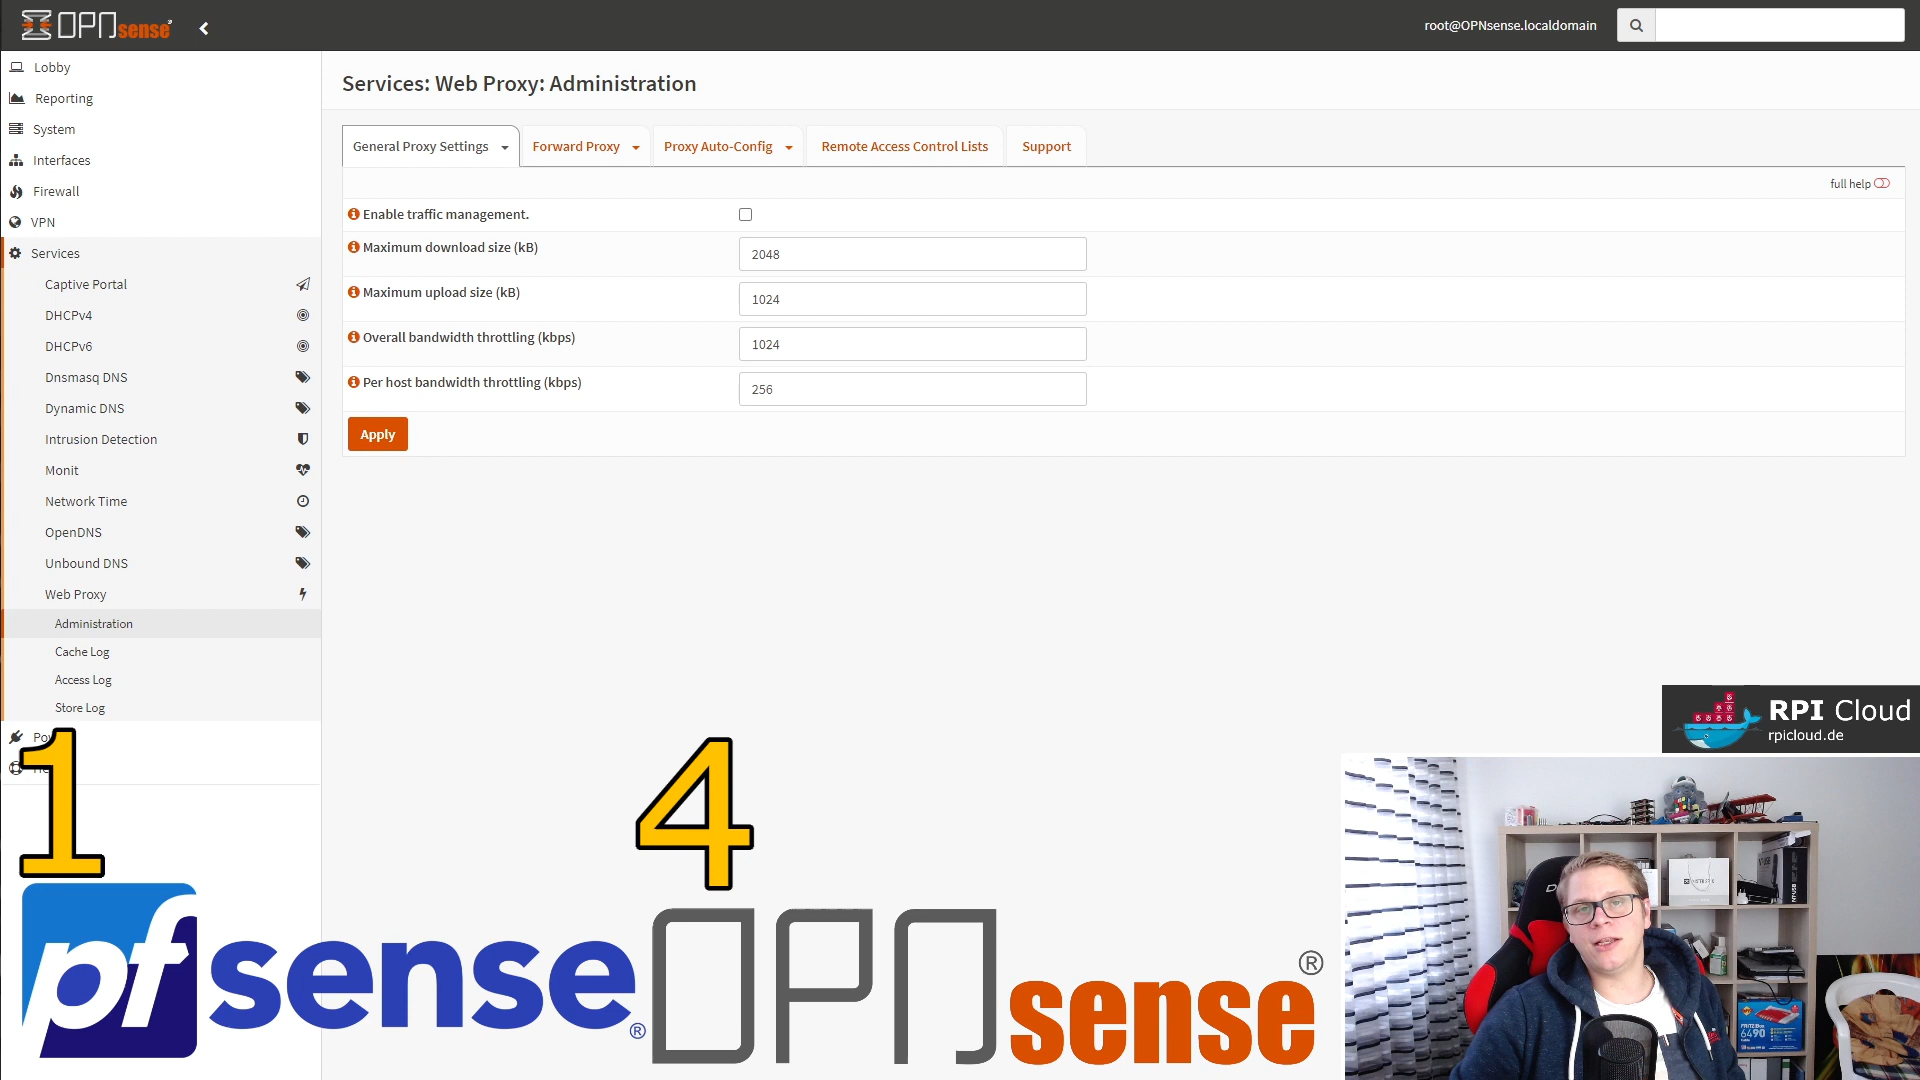 OPNsense
root@OPNsense.localdomain
Lobby
Reporting
System
Interfaces
Firewall
VPN
Services
Captive Portal
DHCPv4
DHCPv6
Dnsmasq DNS
Dynamic DNS
Intrusion Detection
Monit
Network Time
OpenDNS
Unbound DNS
Web Proxy
Administration
Cache Log
Access Log
Store Log
Services: Web Proxy: Administration
General Proxy Settings
Forward Proxy
Proxy Auto-Config
Remote Access Control Lists
Support
full help
Enable traffic management.
Maximum download size (kB)
2048
Maximum upload size (kB)
1024
Overall bandwidth throttling (kbps)
1024
Per host bandwidth throttling (kbps)
256
Apply
RPI Cloud
rpicloud.de
1
4
pfsense®
OPNsense®
FRITZ!Box
6490